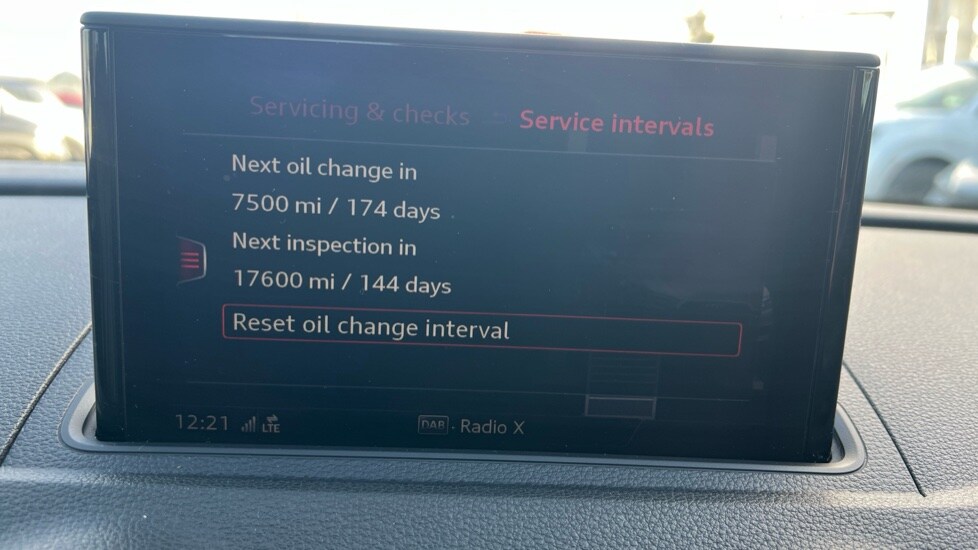 Servicing & checks
Service intervals
Next oil change in
7500 mi / 174 days
Next inspection in
17600 mi / 144 days
Reset oil change interval
12:21 LTE DAB · Radio X